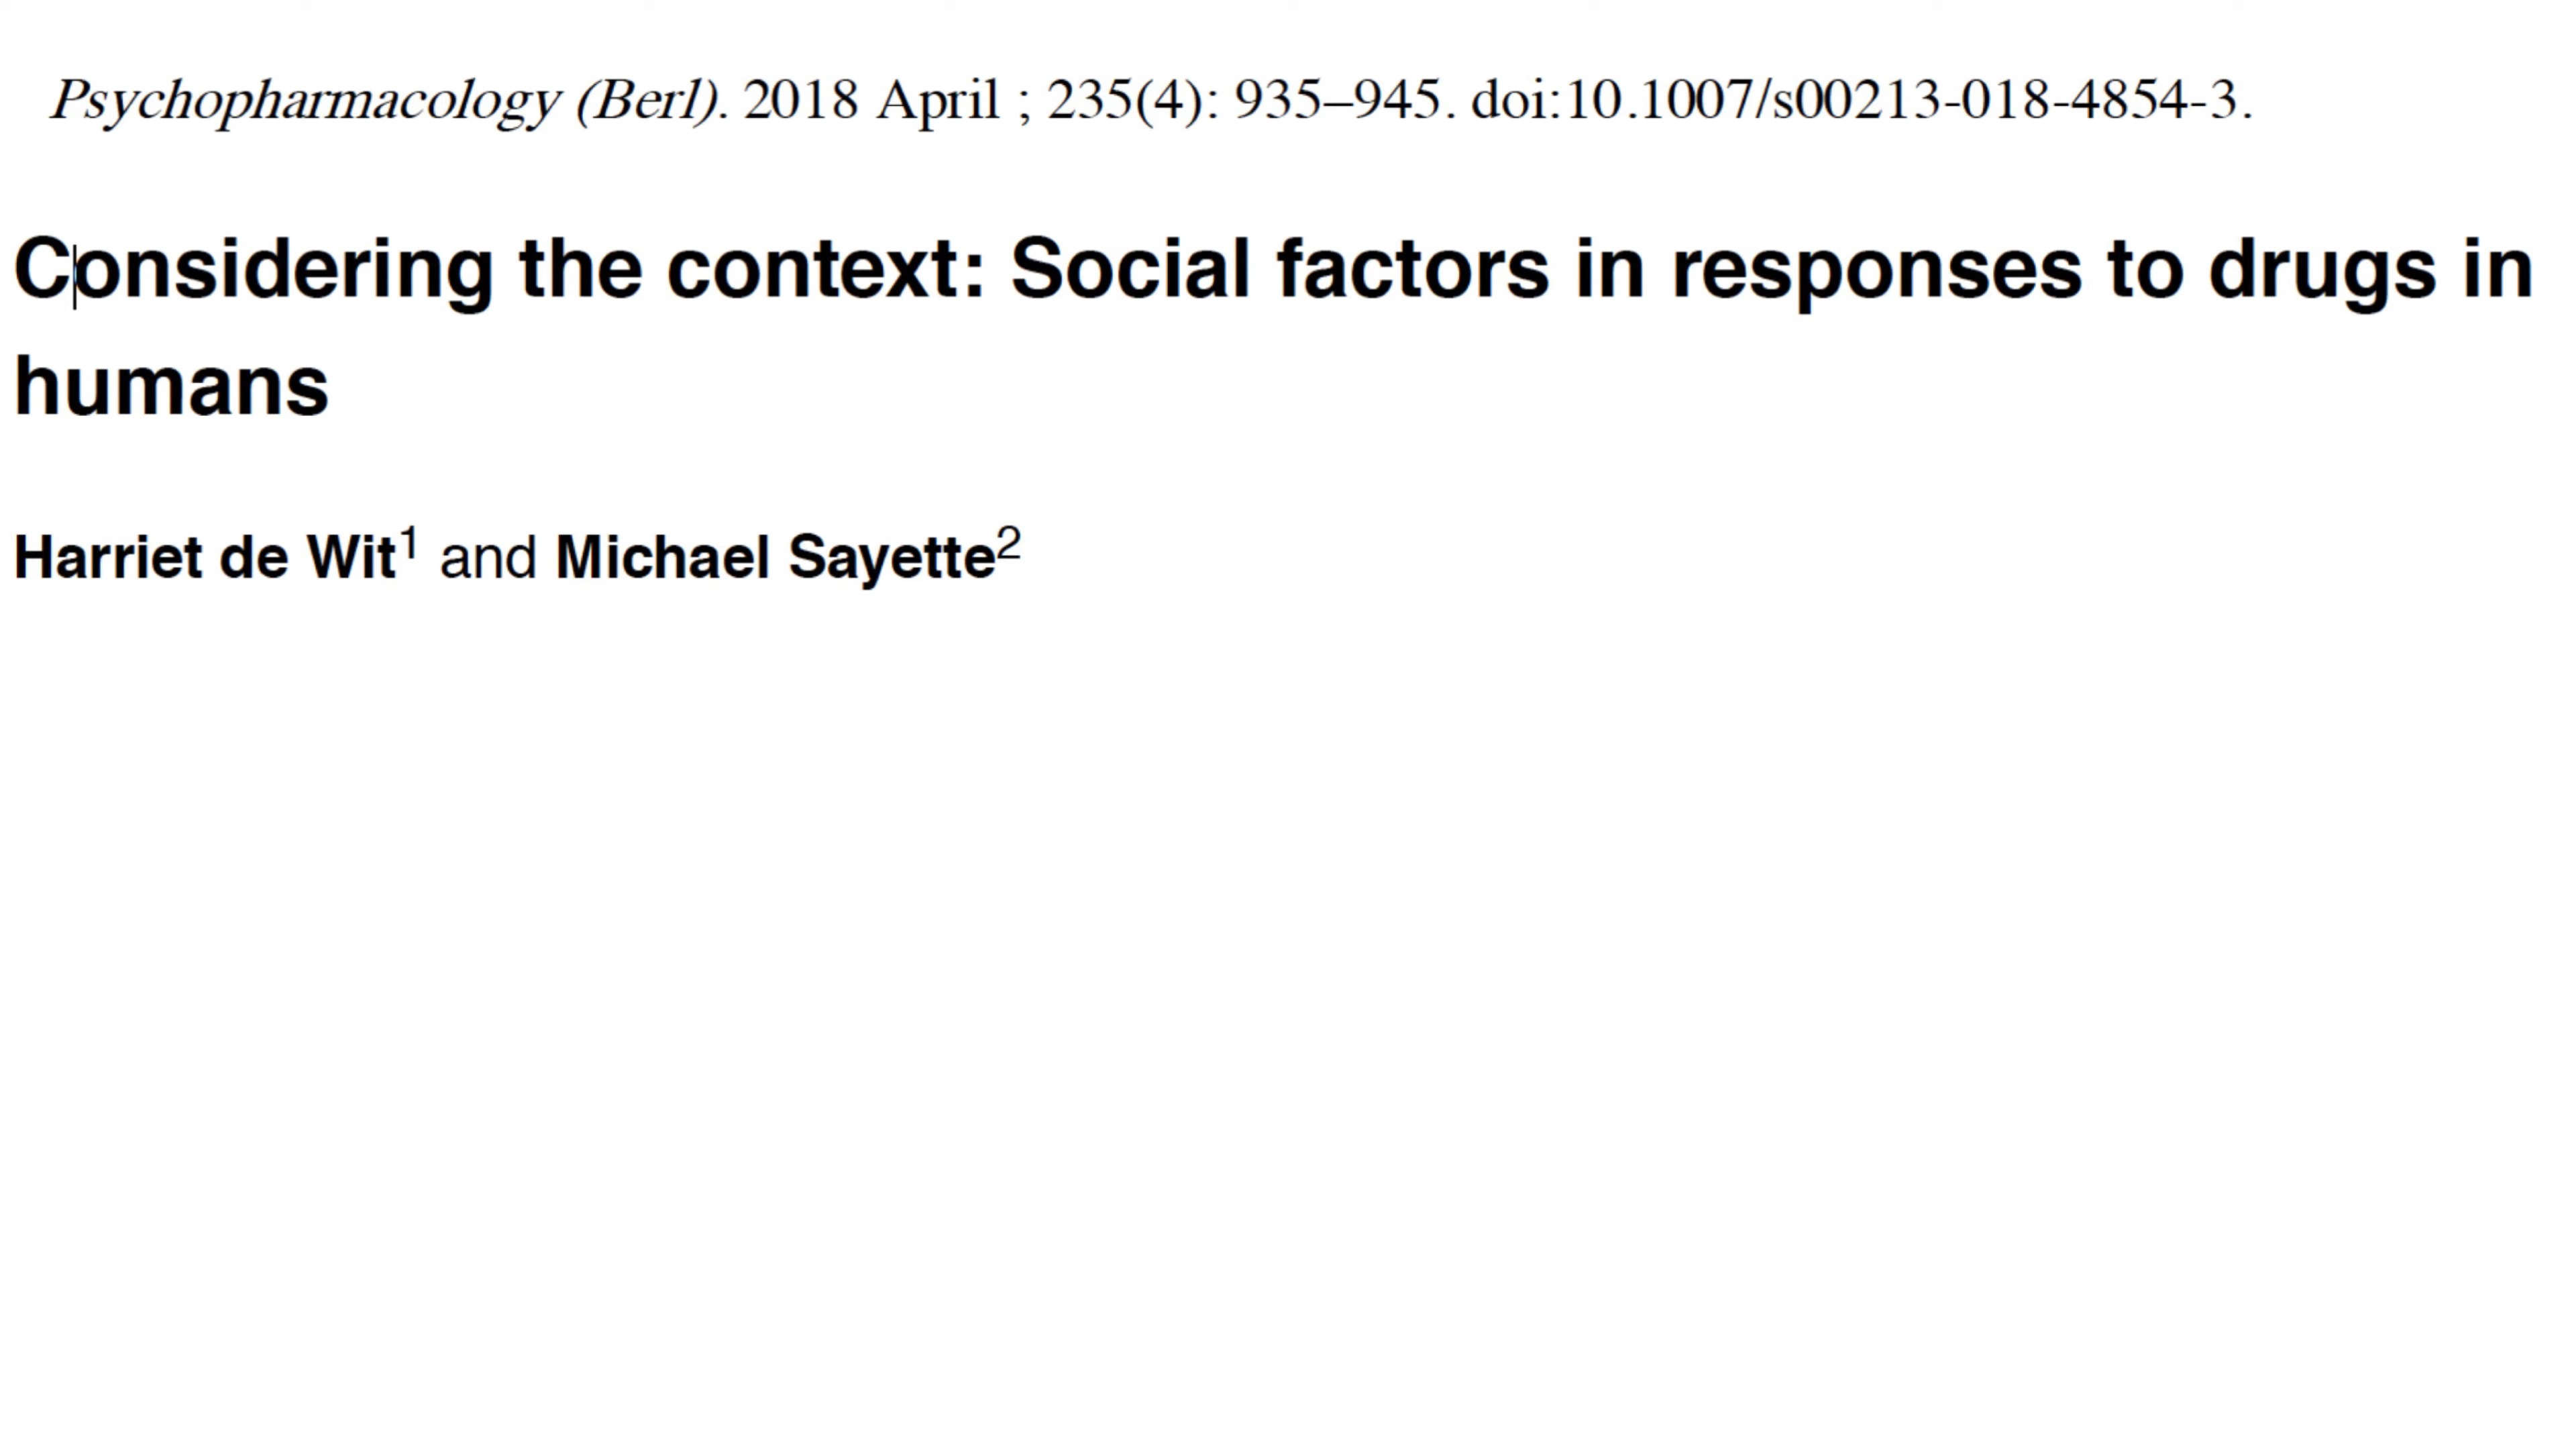 Psychopharmacology (Berl). 2018 April ; 235(4): 935–945. doi:10.1007/s00213-018-4854-3.
Considering the context: Social factors in responses to drugs in
humans
Harriet de Wit1 and Michael Sayette2